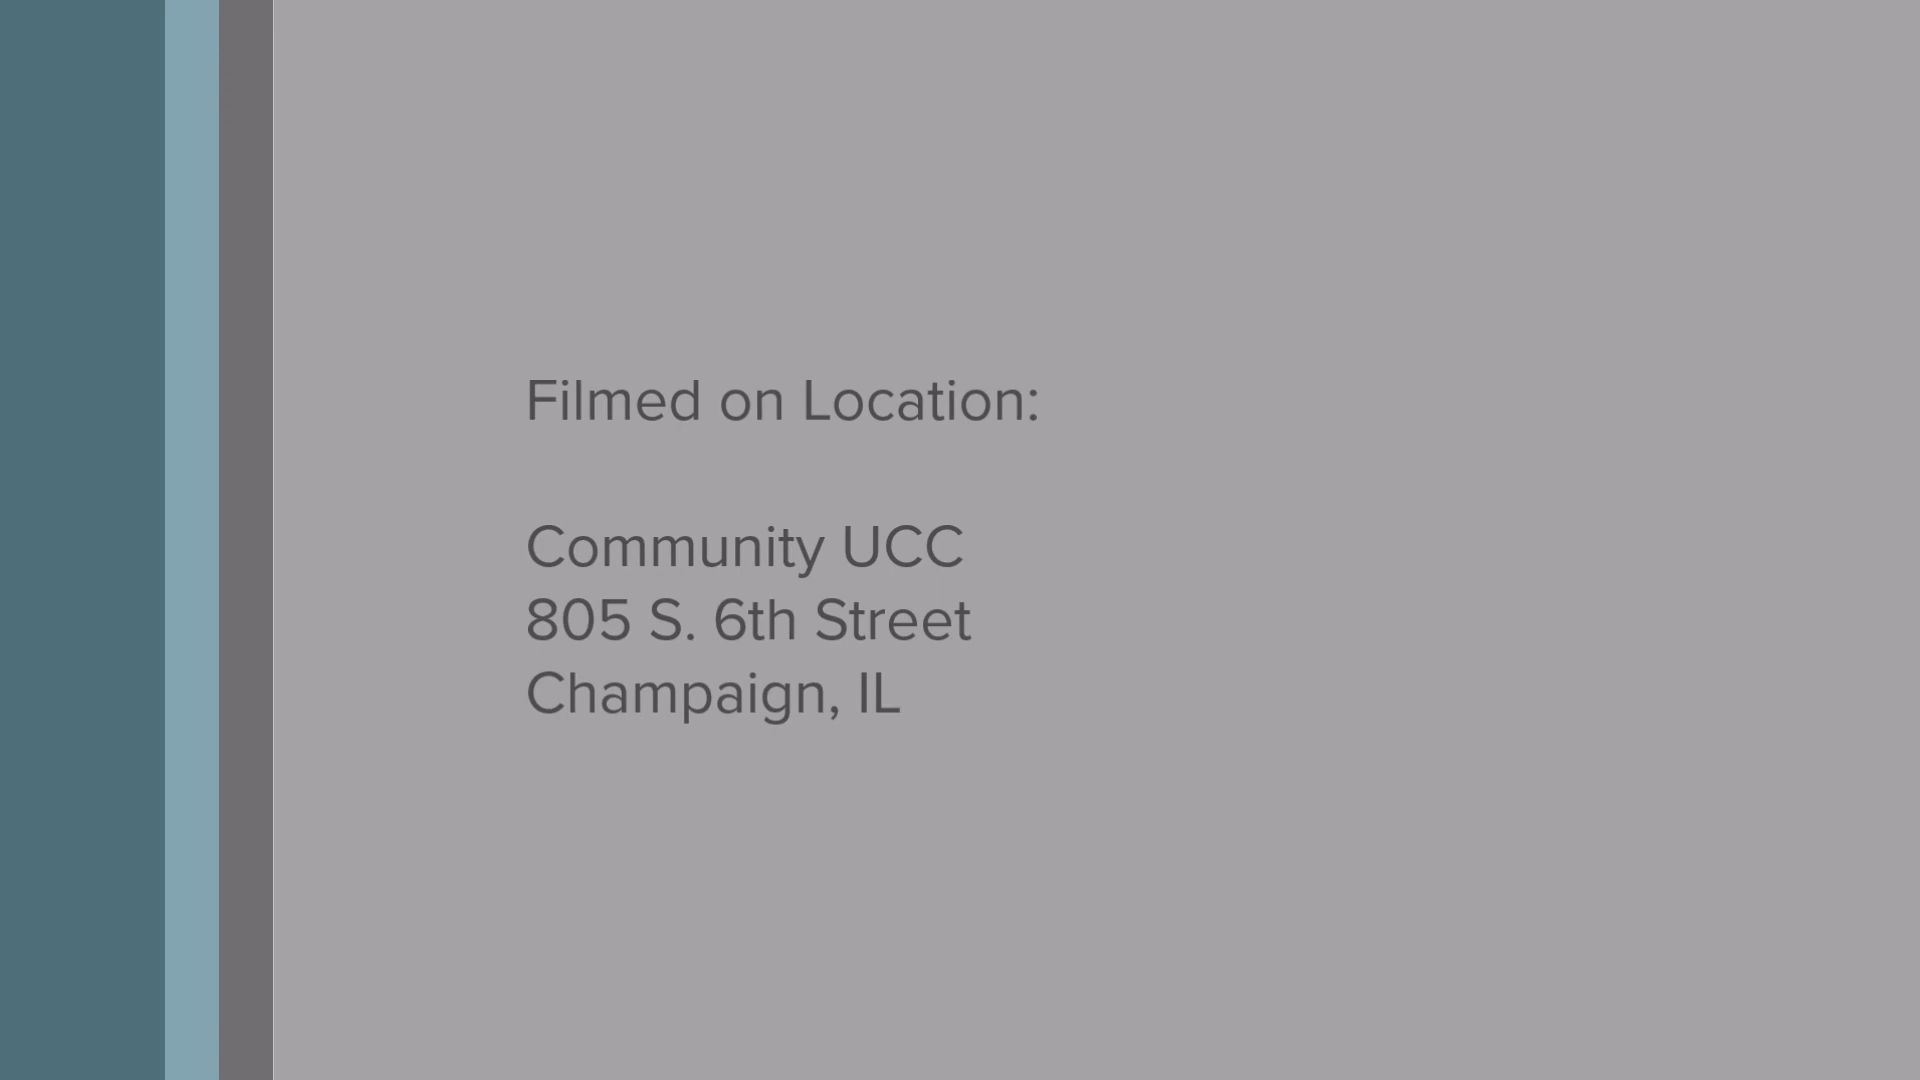 Filmed on Location:
Community UCC
805 S. 6th Street
Champaign, IL